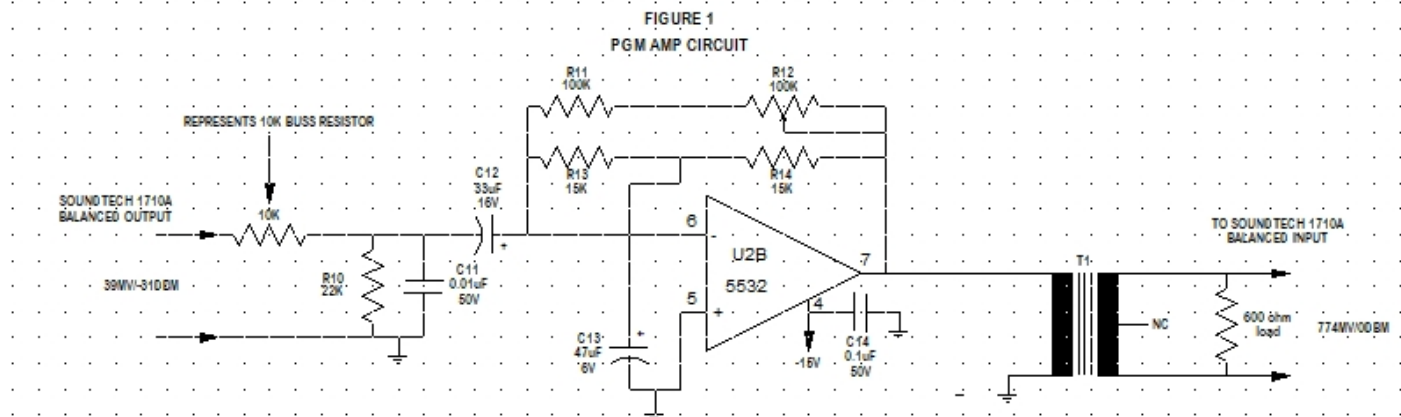 FIGURE 1
PGM AMP CIRCUIT
R11
100K
R12
100K
REPRESENTS 10K BUSS RESISTOR
R13
15K
R14
15K
C12
33uF
16V
SOUNDTECH 1710A
BALANCED OUTPUT
10K
6
-
U2B
5532
7
5
+
4
TO SOUNDTECH 1710A
BALANCED INPUT
T1
39MV/-31DBM
R10
22K
C11
0.01uF
50V
+
NC
600 ohm
load
774MV/0DBM
C13
47uF
6V
+
-15V
C14
0.1uF
50V